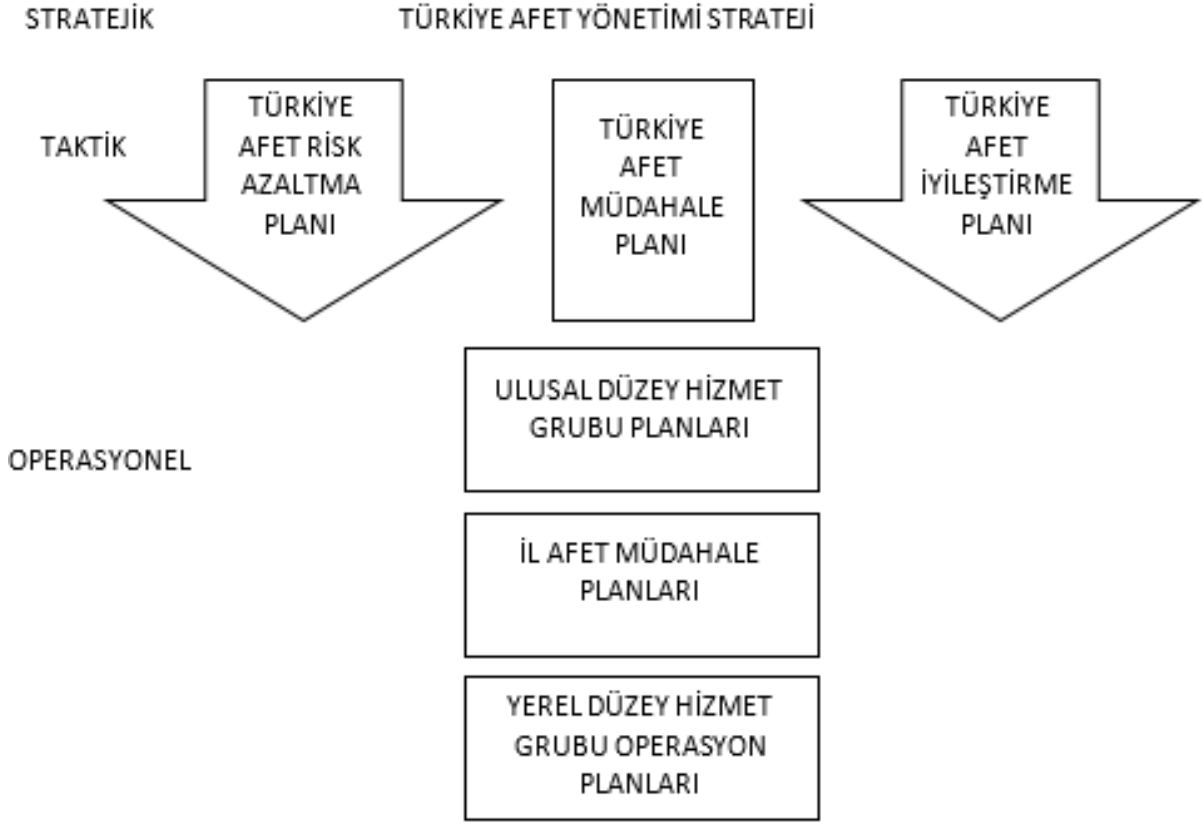 STRATEJİK
TÜRKİYE AFET YÖNETİMİ STRATEJİ
TAKTİK
TÜRKİYE
AFET RİSK
AZALTMA
PLANI
TÜRKİYE
AFET
MÜDAHALE
PLANI
TÜRKİYE
AFET
İYİLEŞTİRME
PLANI
OPERASYONEL
ULUSAL DÜZEY HİZMET
GRUBU PLANLARI
İL AFET MÜDAHALE
PLANLARI
YEREL DÜZEY HİZMET
GRUBU OPERASYON
PLANLARI